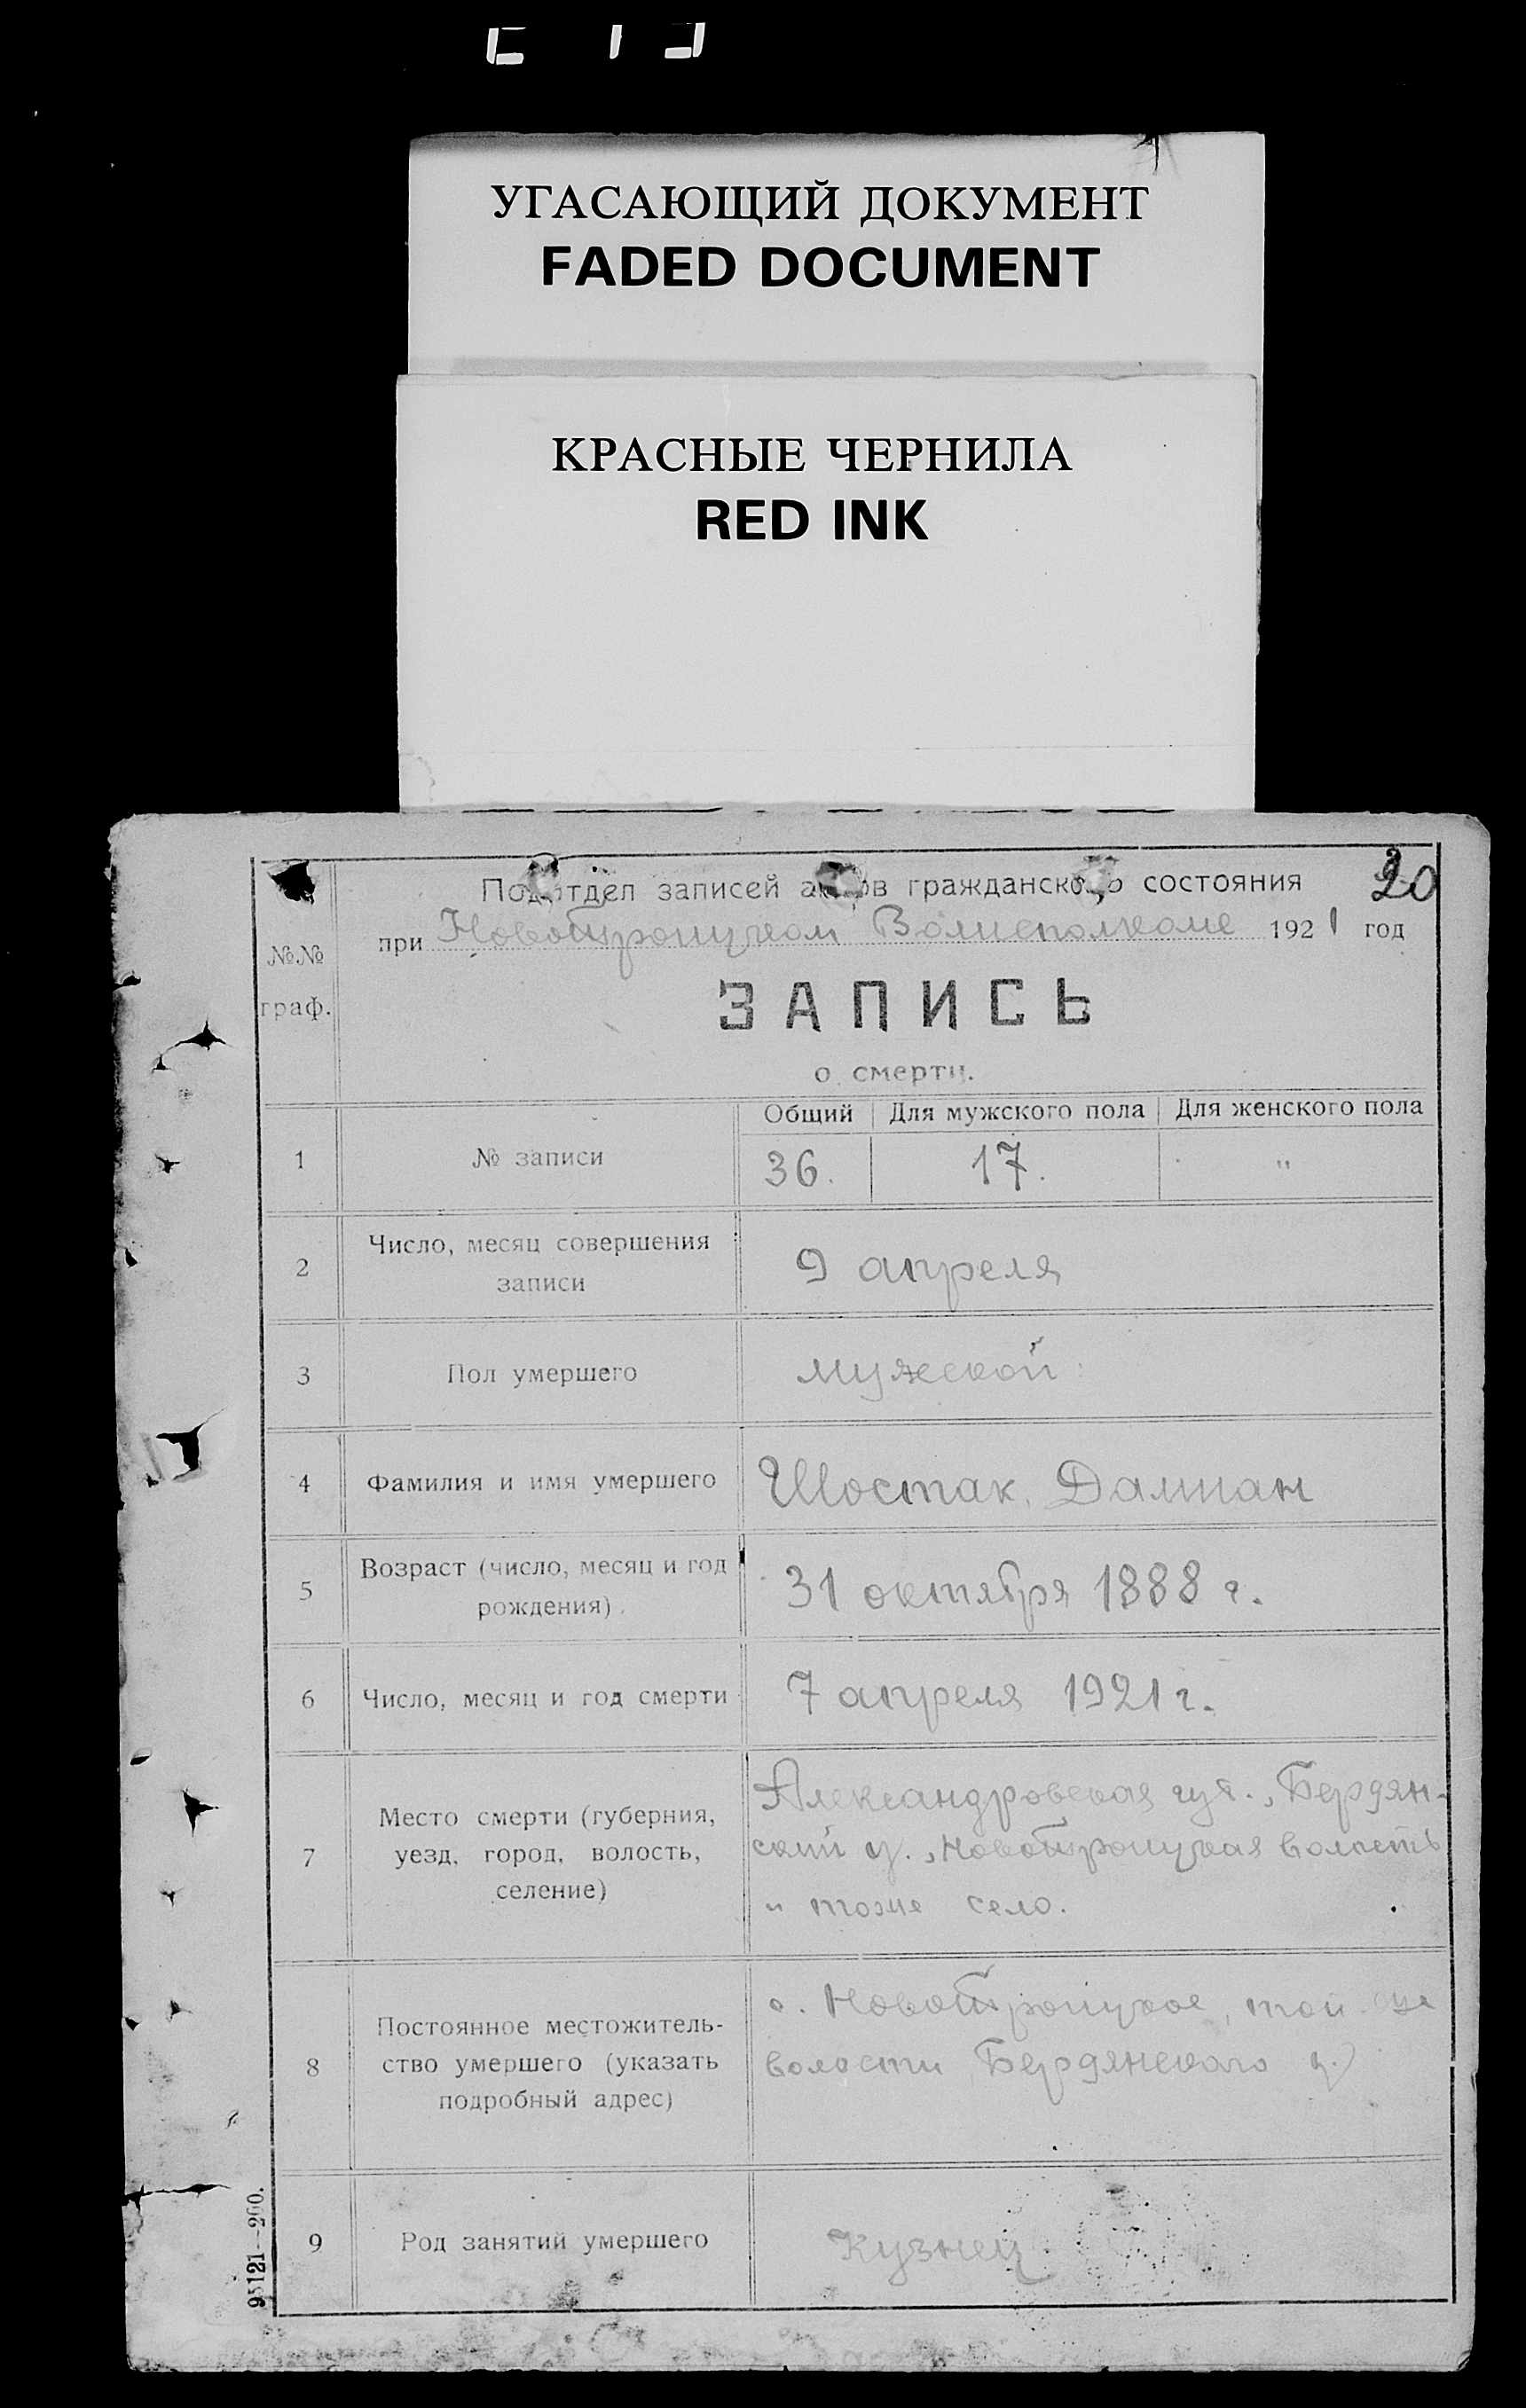 УГАСАЮЩИЙ ДОКУМЕНТ
FADED DOCUMENT
КРАСНЫЕ ЧЕРНИЛА
RED INK
20
Подотдел записей актов гражданского состояния
при Новотроицком Волисполкоме 1921 год
№№
граф.
ЗАПИСЬ
о смерти.
Общий Для мужского пола Для женского пола
1 № записи 36. 17. "
2 Число, месяц совершения
записи
9 апреля
3 Пол умершего мужской
4 Фамилия и имя умершего Шостак Дамиан
5 Возраст (число, месяц и год
рождения).
31 октября 1888 г.
6 Число, месяц и год смерти 7 апреля 1921 г.
7 Место смерти (губерния,
уезд, город, волость,
селение)
Александровская губ., Бердян-
ский у., Новотроицкая волость
и тоже село.
8 Постоянное местожитель-
ство умершего (указать
подробный адрес)
с. Новотроицкое, той же
волости Бердянского у.
9 Род занятий умершего Кузнец